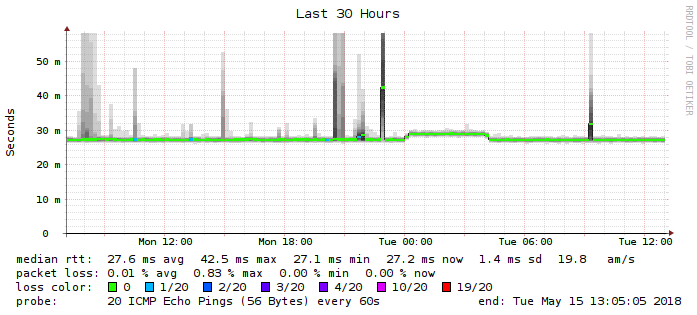 Last 30 Hours
RRDTOOL / TOBI OETIKER
Seconds
50 m
40 m
30 m
20 m
10 m
0
Mon 12:00 Mon 18:00 Tue 00:00 Tue 06:00 Tue 12:00
median rtt: 27.6 ms avg 42.5 ms max 27.1 ms min 27.2 ms now 1.4 ms sd 19.8 am/s
packet loss: 0.01 % avg 0.83 % max 0.00 % min 0.00 % now
loss color: 0 1/20 2/20 3/20 4/20 10/20 19/20
probe: 20 ICMP Echo Pings (56 Bytes) every 60s end: Tue May 15 13:05:05 2018